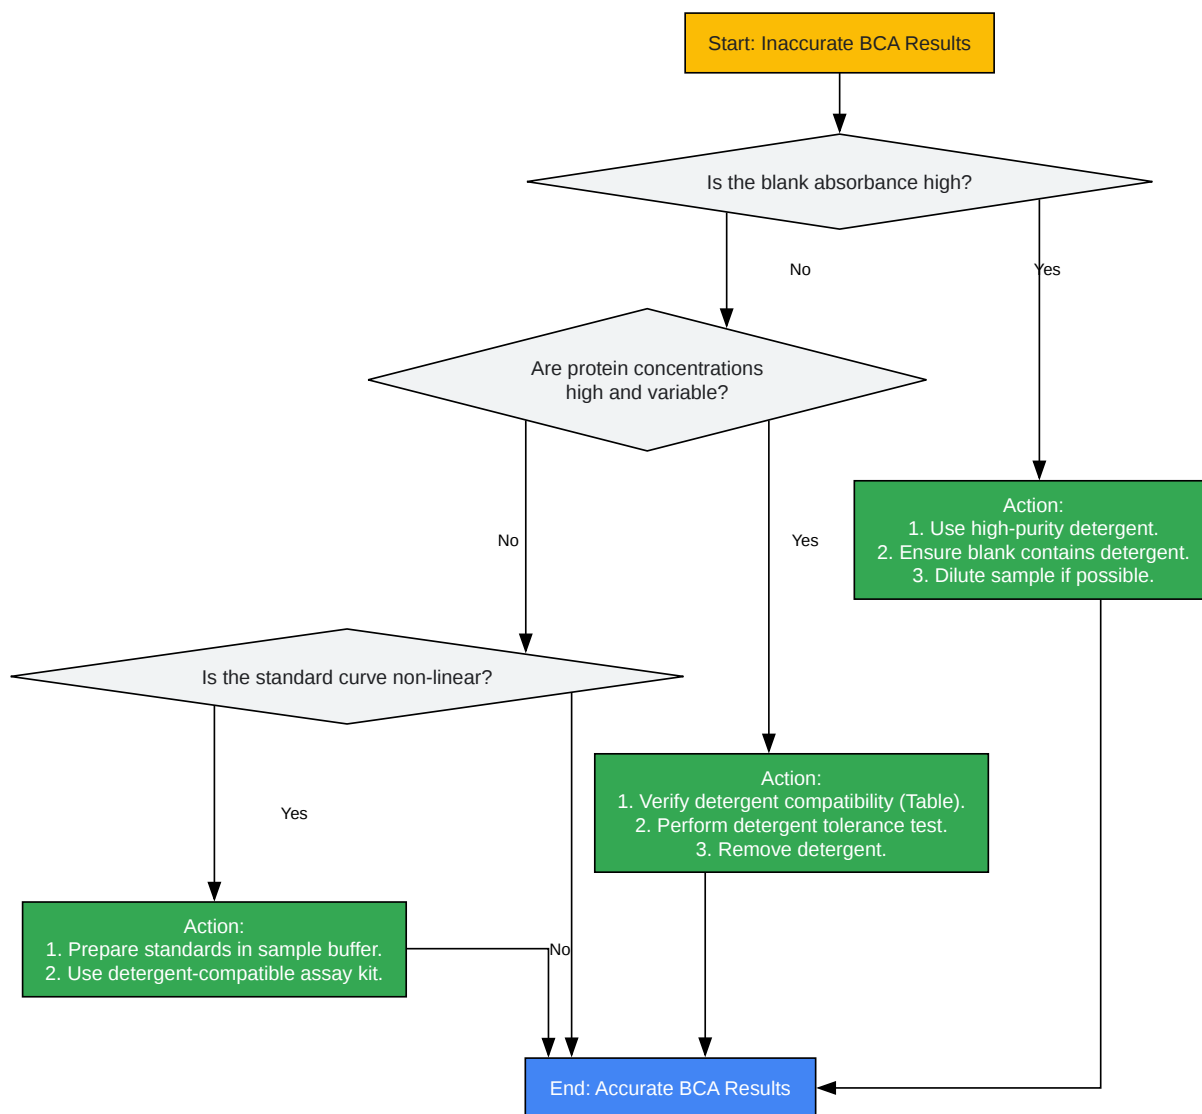 Start: Inaccurate BCA Results
Is the blank absorbance high?
No
Yes
Are protein concentrations
high and variable?
No
Yes
Action:
1. Use high-purity detergent.
2. Ensure blank contains detergent.
3. Dilute sample if possible.
Is the standard curve non-linear?
Yes
No
Action:
1. Verify detergent compatibility (Table).
2. Perform detergent tolerance test.
3. Remove detergent.
Action:
1. Prepare standards in sample buffer.
2. Use detergent-compatible assay kit.
End: Accurate BCA Results